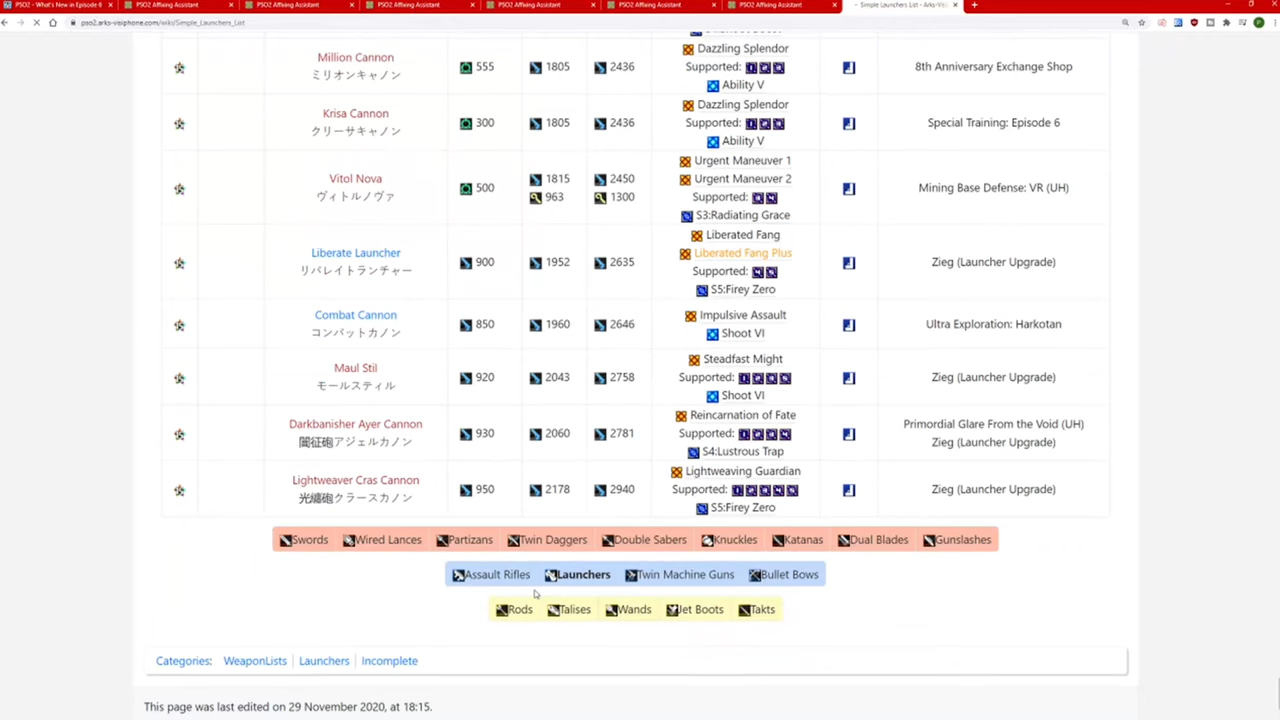 PSO2 - What's New in Episode 6
PSO2 Affixing Assistant
PSO2 Affixing Assistant
PSO2 Affixing Assistant
PSO2 Affixing Assistant
PSO2 Affixing Assistant
PSO2 Affixing Assistant
Simple Launchers List - Arks-Vis
pso2.arks-visiphone.com/wiki/Simple_Launchers_List
Million Cannon
ミリオンキャノン
555
1805
2436
Dazzling Splendor
Supported:
Ability V
8th Anniversary Exchange Shop
Krisa Cannon
クリーサキャノン
300
1805
2436
Dazzling Splendor
Supported:
Ability V
Special Training: Episode 6
Vitol Nova
ヴィトルノヴァ
500
1815
963
2450
1300
Urgent Maneuver 1
Urgent Maneuver 2
Supported:
S3:Radiating Grace
Mining Base Defense: VR (UH)
Liberate Launcher
リバレイトランチャー
900
1952
2635
Liberated Fang
Liberated Fang Plus
Supported:
S5:Firey Zero
Zieg (Launcher Upgrade)
Combat Cannon
コンバットカノン
850
1960
2646
Impulsive Assault
Shoot VI
Ultra Exploration: Harkotan
Maul Stil
モールスティル
920
2043
2758
Steadfast Might
Supported:
Shoot VI
Zieg (Launcher Upgrade)
Darkbanisher Ayer Cannon
闇征砲アジェルカノン
930
2060
2781
Reincarnation of Fate
Supported:
S4:Lustrous Trap
Primordial Glare From the Void (UH)
Zieg (Launcher Upgrade)
Lightweaver Cras Cannon
光纏砲クラースカノン
950
2178
2940
Lightweaving Guardian
Supported:
S5:Firey Zero
Zieg (Launcher Upgrade)
Swords Wired Lances Partizans Twin Daggers Double Sabers Knuckles Katanas Dual Blades Gunslashes
Assault Rifles Launchers Twin Machine Guns Bullet Bows
Rods Talises Wands Jet Boots Takts
Categories: WeaponLists Launchers Incomplete
This page was last edited on 29 November 2020, at 18:15.